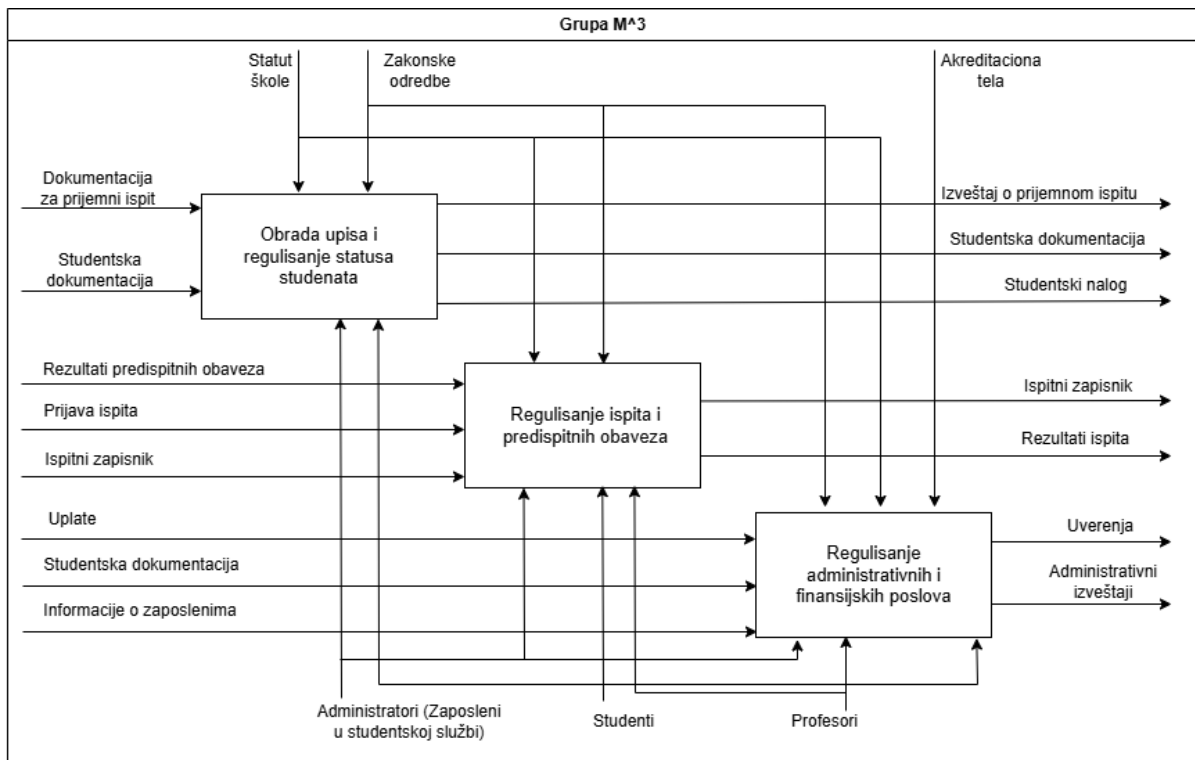 Grupa M^3
Statut
škole
Zakonske
odredbe
Akreditaciona
tela
Dokumentacija
za prijemni ispit
Studentska
dokumentacija
Obrada upisa i
regulisanje statusa
studenata
Izveštaj o prijemnom ispitu
Studentska dokumentacija
Studentski nalog
Rezultati predispitnih obaveza
Prijava ispita
Ispitni zapisnik
Regulisanje ispita i
predispitnih obaveza
Ispitni zapisnik
Rezultati ispita
Uplate
Studentska dokumentacija
Informacije o zaposlenima
Regulisanje
administrativnih i
finansijskih poslova
Uverenja
Administrativni
izveštaji
Administratori (Zaposleni
u studentskoj službi)
Studenti
Profesori